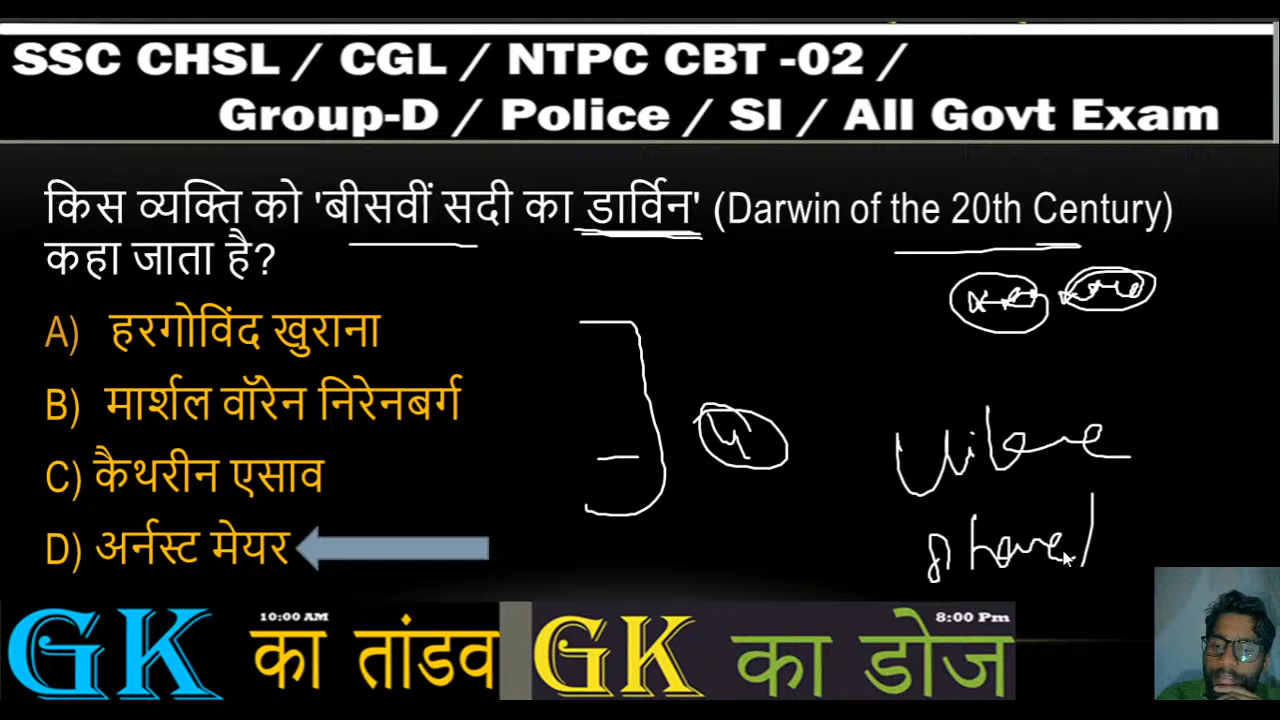 SSC CHSL / CGL / NTPC CBT -02 /
Group-D / Police / SI / All Govt Exam
किस व्यक्ति को 'बीसवीं सदी का डार्विन' (Darwin of the 20th Century)
कहा जाता है?
A) हरगोविंद खुराना
B) मार्शल वॉरेन निरेनबर्ग
C) कैथरीन एसाव
D) अर्नस्ट मेयर
10:00 AM
GK का तांडव
8:00 Pm
GK का डोज